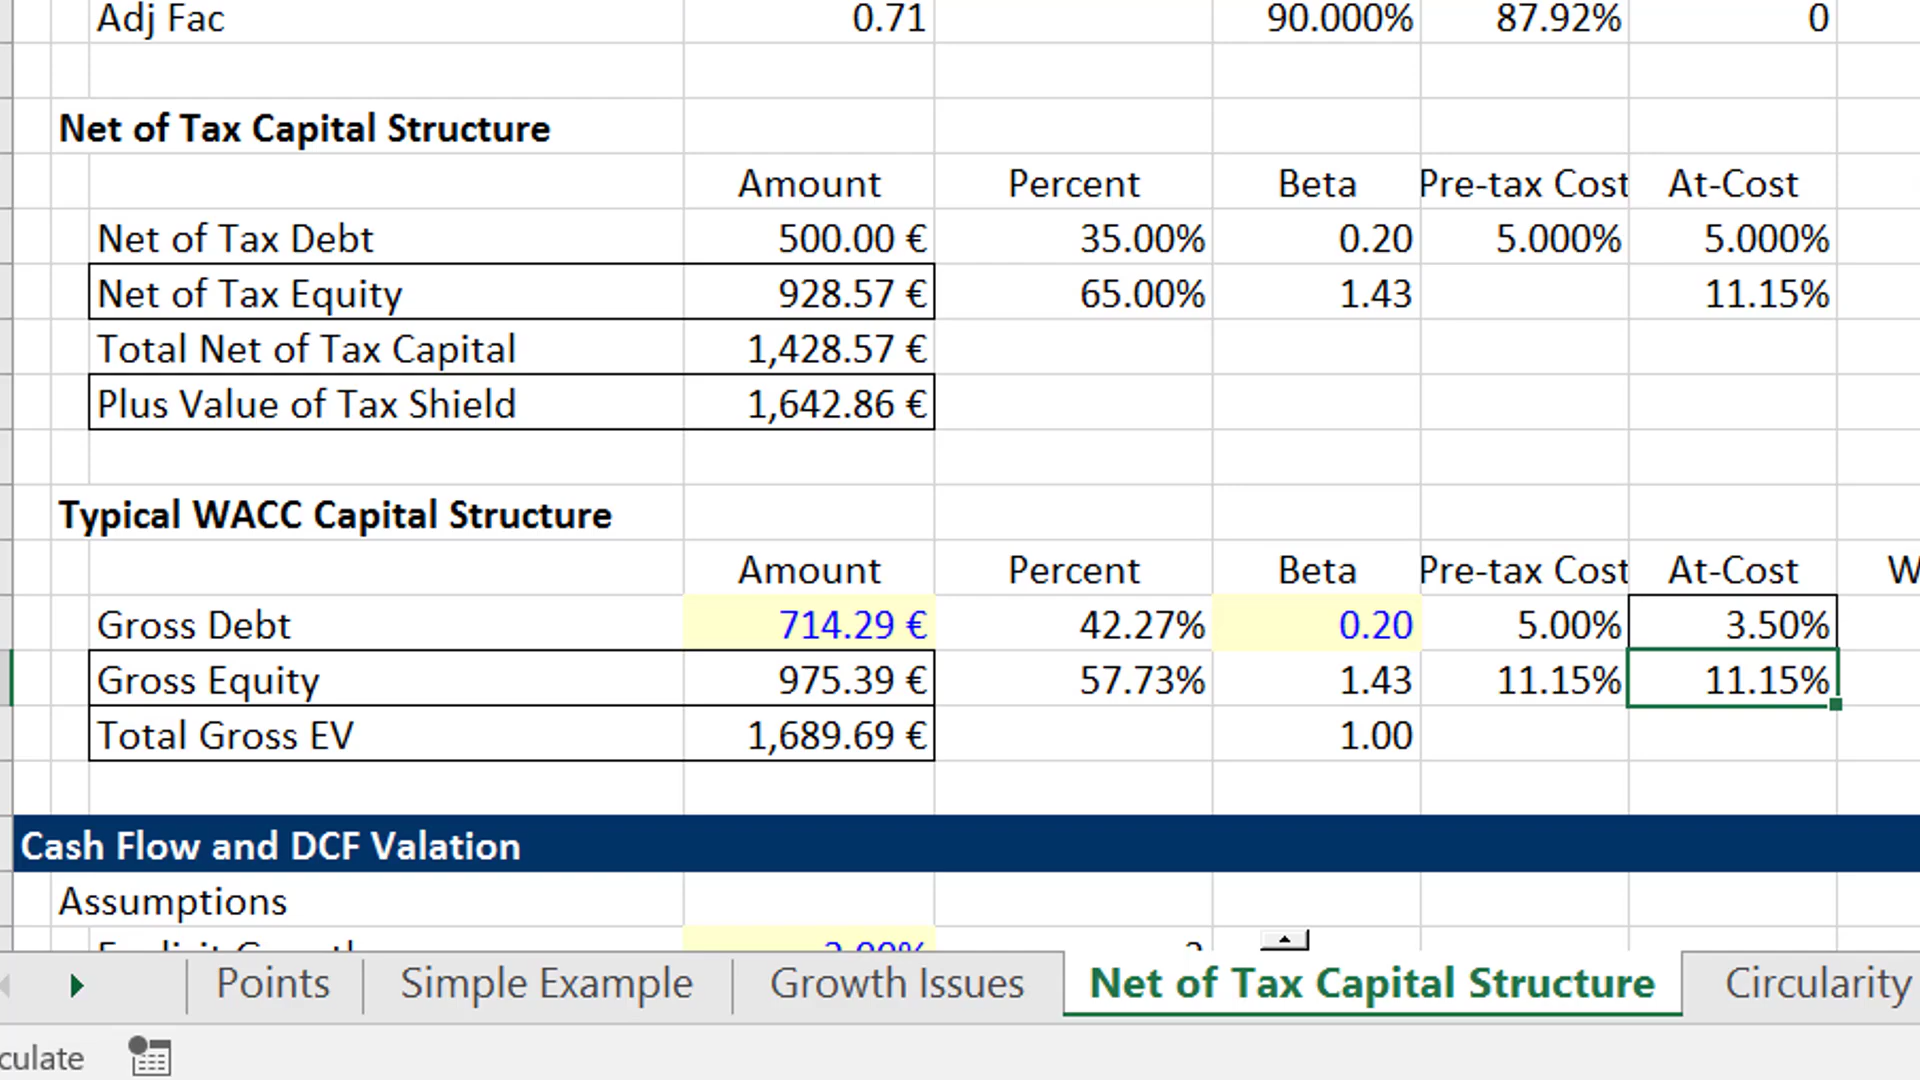 Adj Fac 0.71 90.000% 87.92% 0
Net of Tax Capital Structure
Amount Percent Beta Pre-tax Cost At-Cost
Net of Tax Debt 500.00 € 35.00% 0.20 5.000% 5.000%
Net of Tax Equity 928.57 € 65.00% 1.43 11.15%
Total Net of Tax Capital 1,428.57 €
Plus Value of Tax Shield 1,642.86 €
Typical WACC Capital Structure
Amount Percent Beta Pre-tax Cost At-Cost W
Gross Debt 714.29 € 42.27% 0.20 5.00% 3.50%
Gross Equity 975.39 € 57.73% 1.43 11.15% 11.15%
Total Gross EV 1,689.69 € 1.00
Cash Flow and DCF Valation
Assumptions
Points Simple Example Growth Issues Net of Tax Capital Structure Circularity
culate